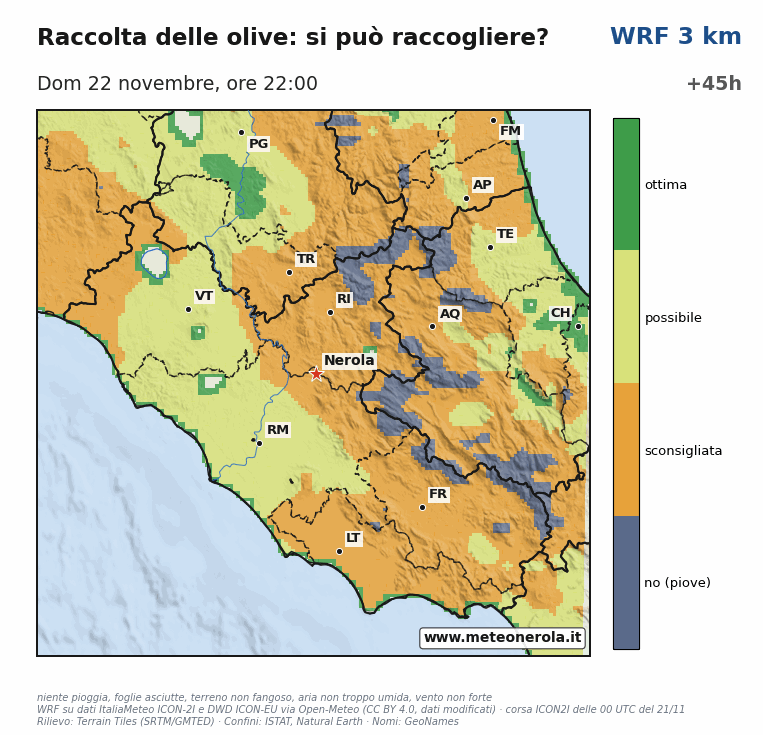 Raccolta delle olive: si può raccogliere?
WRF 3 km
Dom 22 novembre, ore 22:00
+45h
FM
PG
AP
TE
TR
VT
RI
AQ
CH
Nerola
RM
FR
LT
www.meteonerola.it
ottima
possibile
sconsigliata
no (piove)
niente pioggia, foglie asciutte, terreno non fangoso, aria non troppo umida, vento non forte
WRF su dati ItaliaMeteo ICON-2I e DWD ICON-EU via Open-Meteo (CC BY 4.0, dati modificati) · corsa ICON2I delle 00 UTC del 21/11
Rilievo: Terrain Tiles (SRTM/GMTED) · Confini: ISTAT, Natural Earth · Nomi: GeoNames